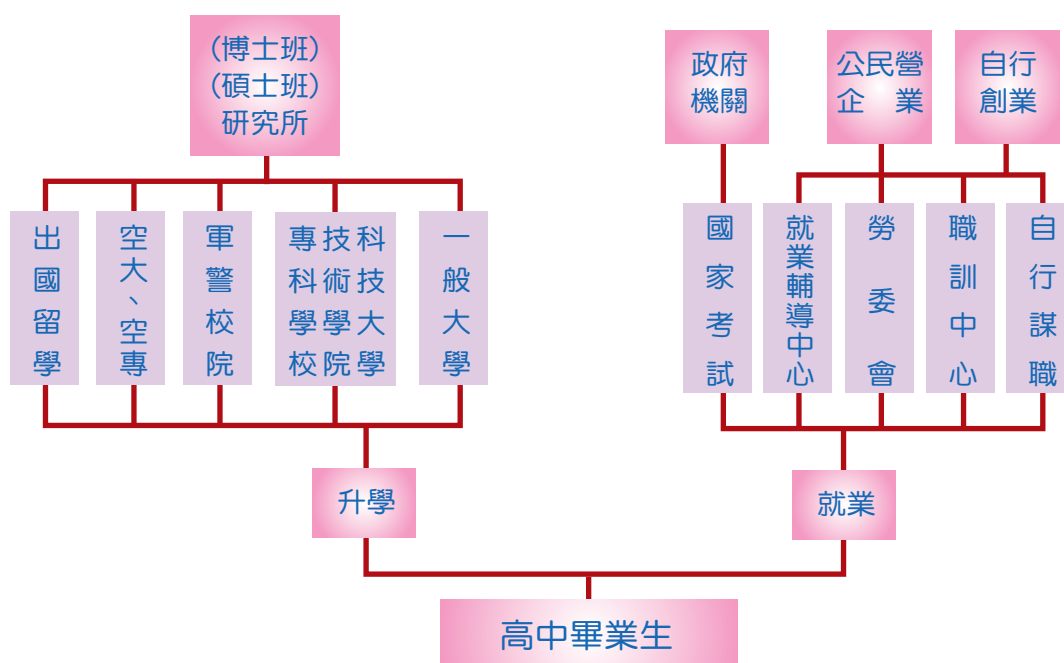 (博士班)
(碩士班)
研究所
政府
機關
公民營
企業
自行
創業
出國留學
空大、空專
軍警校院
科技大學
技術學院
專科學校
一般大學
國家考試
就業輔導中心
勞委會
職訓中心
自行謀職
升學
就業
高中畢業生